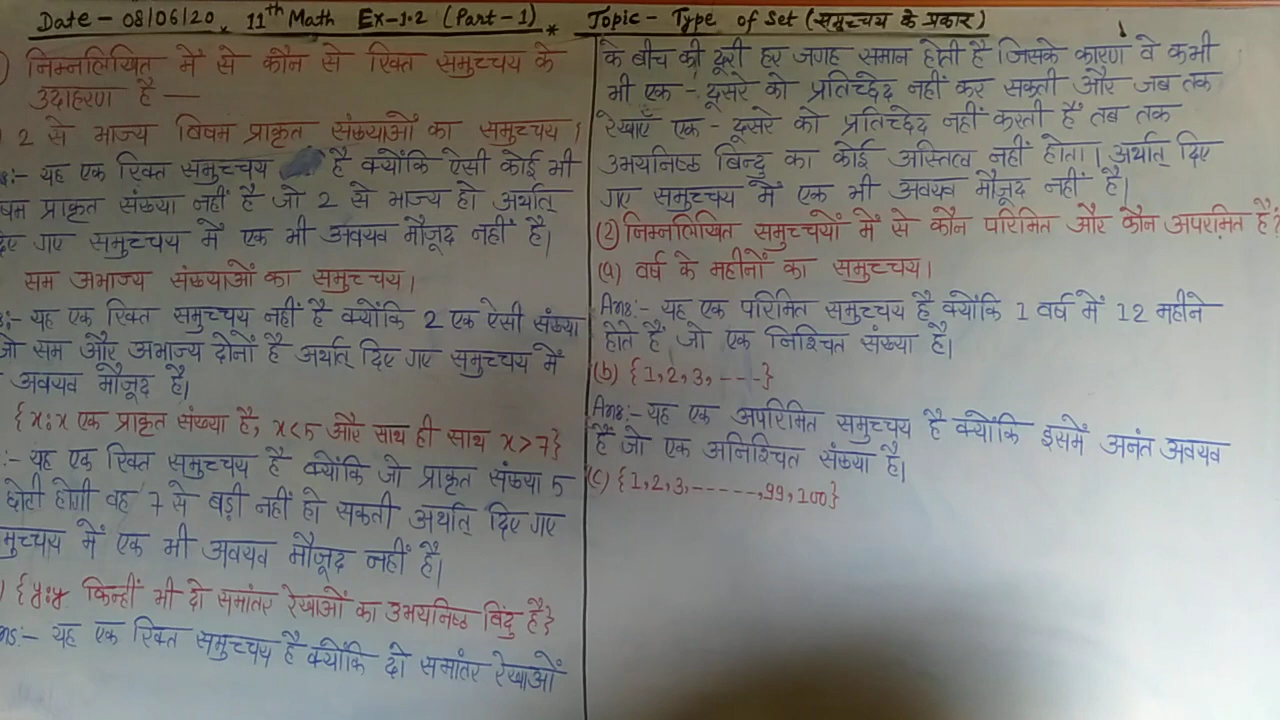 Date - 08/06/20, 11th Math Ex-1.2 (Part-1) * Topic - Type of Set (समुच्चय के प्रकार)
) निम्नलिखित में से कौन से रिक्त समुच्चय के
उदाहरण है —
2 से भाज्य विषम प्राकृत संख्याओं का समुच्चय।
:- यह एक रिक्त समुच्चय है क्योंकि ऐसी कोई भी
षम प्राकृत संख्या नहीं है जो 2 से भाज्य हो अर्थात्
दिए गए समुच्चय में एक भी अवयव मौजूद नहीं है।
सम अभाज्य संख्याओं का समुच्चय।
:- यह एक रिक्त समुच्चय नहीं है क्योंकि 2 एक ऐसी संख्या
जो सम और अभाज्य दोनों है अर्थात् दिए गए समुच्चय में
अवयव मौजूद है।
{x:x एक प्राकृत संख्या है, x<5 और साथ ही साथ x>7}
:- यह एक रिक्त समुच्चय है क्योंकि जो प्राकृत संख्या 5
छोटी होगी वह 7 से बड़ी नहीं हो सकती अर्थात् दिए गए
मुच्चय में एक भी अवयव मौजूद नहीं है।
) {y:y किन्हीं भी दो समांतर रेखाओं का उभयनिष्ठ बिंदु है}
ns:- यह एक रिक्त समुच्चय है क्योंकि दो समांतर रेखाओं
के बीच की दूरी हर जगह समान होती है जिसके कारण वे कभी
भी एक - दूसरे को प्रतिच्छेद नहीं कर सकती और जब तक
रेखाएँ एक - दूसरे को प्रतिच्छेद नहीं करती हैं तब तक
उभयनिष्ठ बिन्दु का कोई अस्तित्व नहीं होता। अर्थात् दिए
गए समुच्चय में एक भी अवयव मौजूद नहीं है।
(2) निम्नलिखित समुच्चयों में से कौन परिमित और कौन अपरमित है?
(a) वर्ष के महीनों का समुच्चय।
Ans:- यह एक परिमित समुच्चय है क्योंकि 1 वर्ष में 12 महीने
होते हैं, जो एक निश्चित संख्या है।
(b) {1,2,3,---}
Ans:- यह एक अपरिमित समुच्चय है क्योंकि इसमें अनंत अवयव
हैं जो एक अनिश्चित संख्या है।
(c) {1,2,3,-----,99,100}